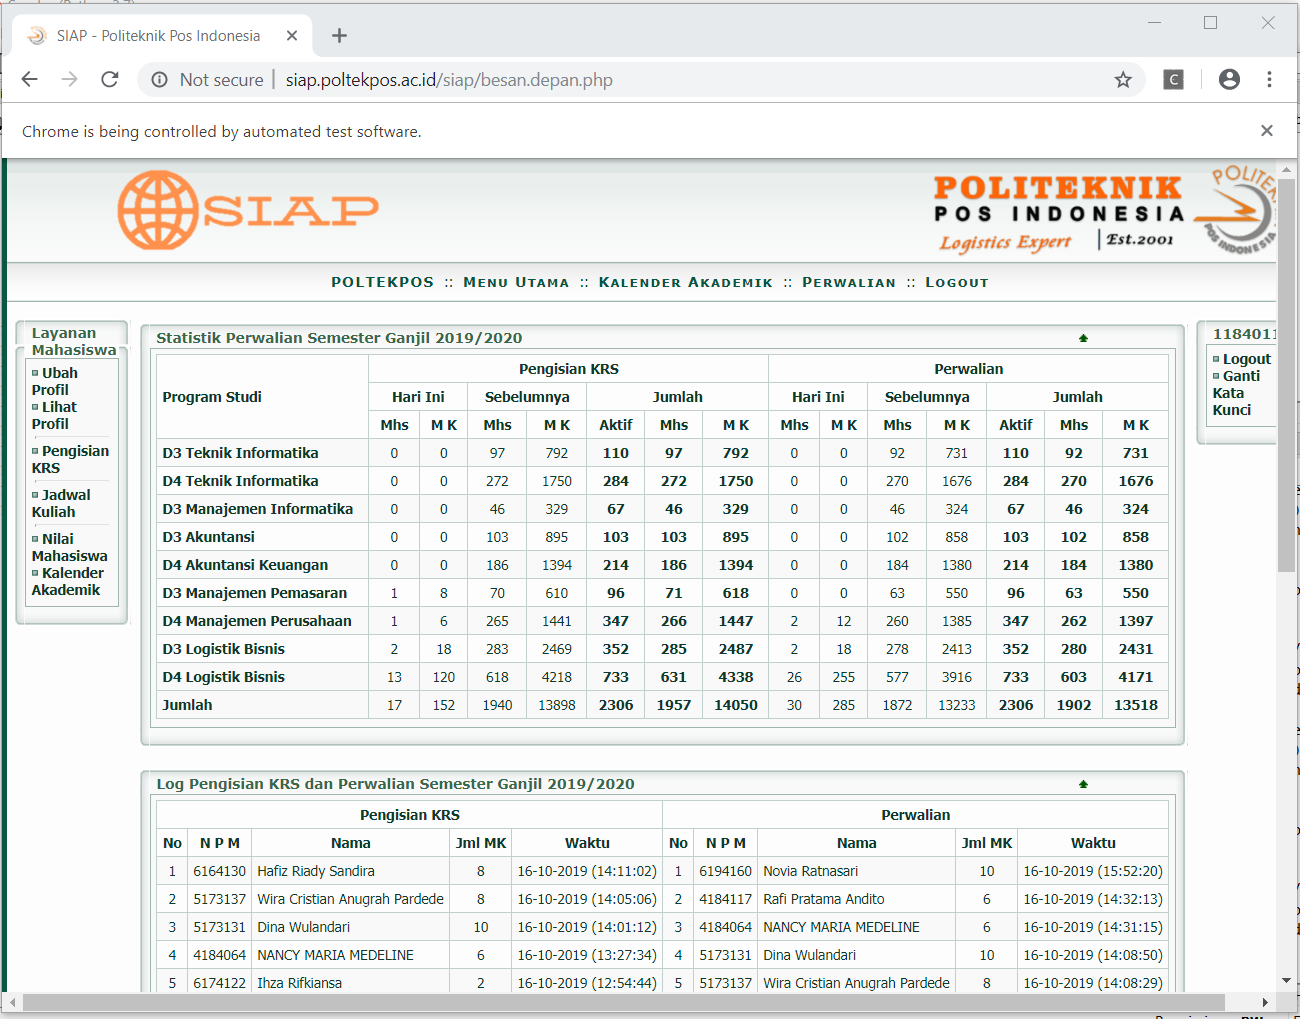 SIAP - Politeknik Pos Indonesia
Not secure | siap.poltekpos.ac.id/siap/besan.depan.php
C
Chrome is being controlled by automated test software.
SIAP
POLITEKNIK
POS INDONESIA
Logistics Expert | Est.2001
POLITEK
POS INDONESIA
POLTEKPOS :: MENU UTAMA :: KALENDER AKADEMIK :: PERWALIAN :: LOGOUT
Layanan
Mahasiswa
Ubah
Profil
Lihat
Profil
Pengisian
KRS
Jadwal
Kuliah
Nilai
Mahasiswa
Kalender
Akademik
Statistik Perwalian Semester Ganjil 2019/2020
Program Studi Pengisian KRS Perwalian
Hari Ini Sebelumnya Jumlah Hari Ini Sebelumnya Jumlah
Mhs M K Mhs M K Aktif Mhs M K Mhs M K Mhs M K Aktif Mhs M K
D3 Teknik Informatika 0 0 97 792 110 97 792 0 0 92 731 110 92 731
D4 Teknik Informatika 0 0 272 1750 284 272 1750 0 0 270 1676 284 270 1676
D3 Manajemen Informatika 0 0 46 329 67 46 329 0 0 46 324 67 46 324
D3 Akuntansi 0 0 103 895 103 103 895 0 0 102 858 103 102 858
D4 Akuntansi Keuangan 0 0 186 1394 214 186 1394 0 0 184 1380 214 184 1380
D3 Manajemen Pemasaran 1 8 70 610 96 71 618 0 0 63 550 96 63 550
D4 Manajemen Perusahaan 1 6 265 1441 347 266 1447 2 12 260 1385 347 262 1397
D3 Logistik Bisnis 2 18 283 2469 352 285 2487 2 18 278 2413 352 280 2431
D4 Logistik Bisnis 13 120 618 4218 733 631 4338 26 255 577 3916 733 603 4171
Jumlah 17 152 1940 13898 2306 1957 14050 30 285 1872 13233 2306 1902 13518
1184011
Logout
Ganti
Kata
Kunci
Log Pengisian KRS dan Perwalian Semester Ganjil 2019/2020
Pengisian KRS Perwalian
No N P M Nama Jml MK Waktu No N P M Nama Jml MK Waktu
1 6164130 Hafiz Riady Sandira 8 16-10-2019 (14:11:02) 1 6194160 Novia Ratnasari 10 16-10-2019 (15:52:20)
2 5173137 Wira Cristian Anugrah Pardede 8 16-10-2019 (14:05:06) 2 4184117 Rafi Pratama Andito 6 16-10-2019 (14:32:13)
3 5173131 Dina Wulandari 10 16-10-2019 (14:01:12) 3 4184064 NANCY MARIA MEDELINE 6 16-10-2019 (14:31:15)
4 4184064 NANCY MARIA MEDELINE 6 16-10-2019 (13:27:34) 4 5173131 Dina Wulandari 10 16-10-2019 (14:08:50)
5 6174122 Ihza Rifkiansa 2 16-10-2019 (12:54:44) 5 5173137 Wira Cristian Anugrah Pardede 8 16-10-2019 (14:08:29)